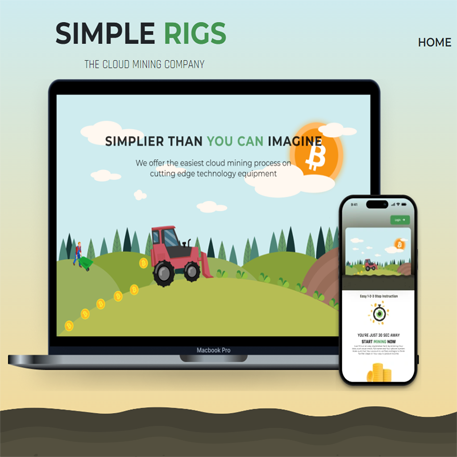 SIMPLE RIGS
HOME
THE CLOUD MINING COMPANY
SIMPLIER THAN YOU CAN IMAGINE
We offer the easiest cloud mining process on
cutting edge technology equipment
Macbook Pro
Easy 1-2-3 Step Instruction
YOU'RE JUST 30 SEC AWAY
START MINING NOW